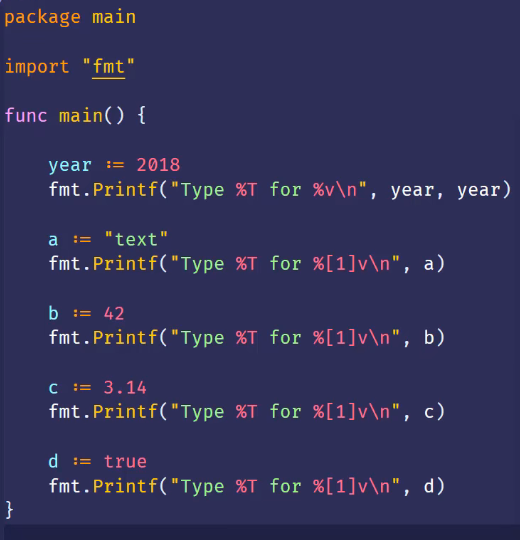 package main
import "fmt"
func main() {
year := 2018
fmt.Printf("Type %T for %v\n", year, year)
a := "text"
fmt.Printf("Type %T for %[1]v\n", a)
b := 42
fmt.Printf("Type %T for %[1]v\n", b)
c := 3.14
fmt.Printf("Type %T for %[1]v\n", c)
d := true
fmt.Printf("Type %T for %[1]v\n", d)
}